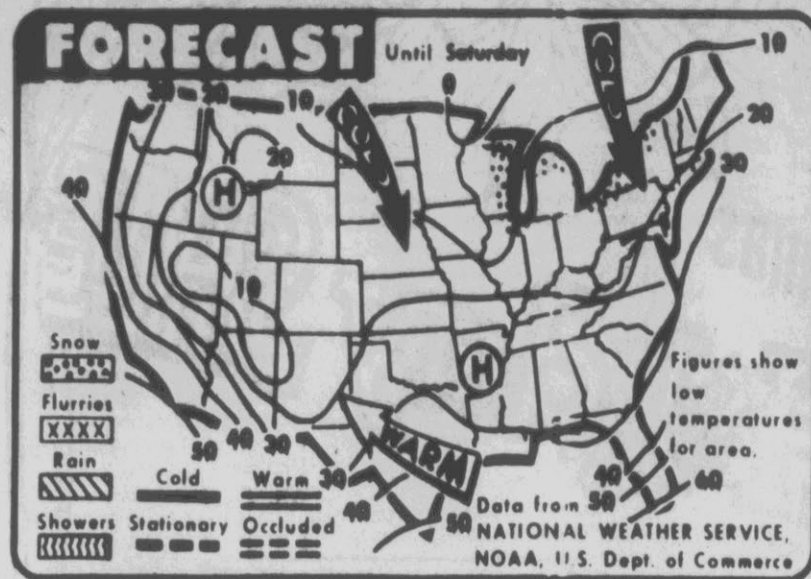 FORECAST
Until Saturday
30 20 10 0 10
COLD
COLD
20
20
30
40
H
10
H
Snow
Flurries
XXXX
Rain
Showers
Cold
Warm
Stationary
Occluded
50 40 30 30 40 50
WARM
40 50 60
Figures show
low
temperatures
for area.
Data from
NATIONAL WEATHER SERVICE,
NOAA, U.S. Dept. of Commerce